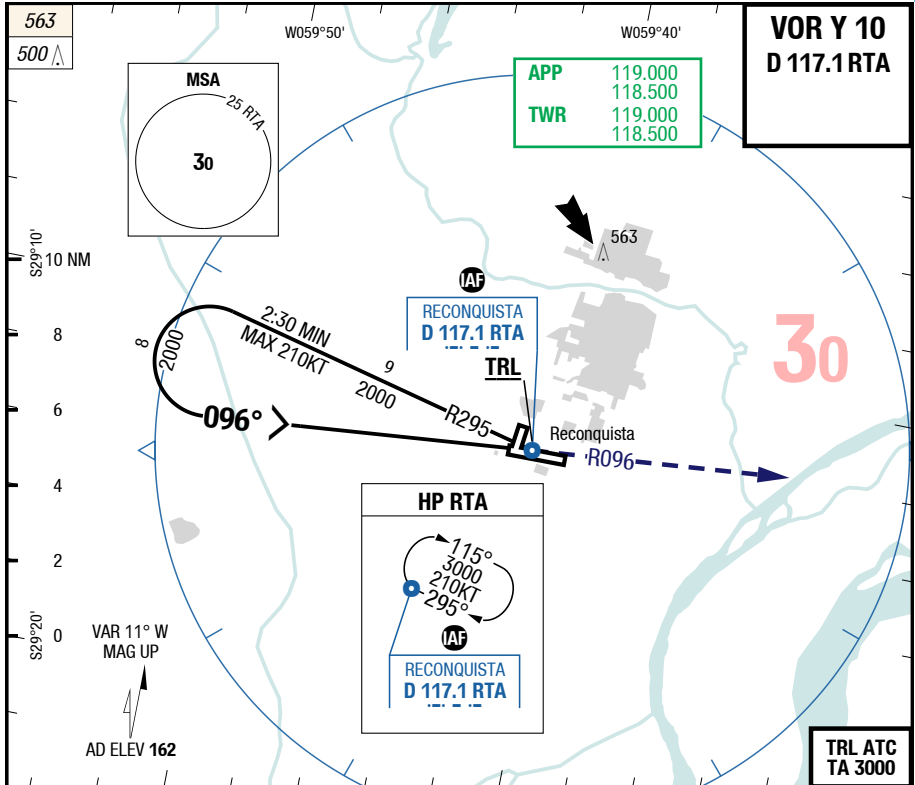 563
500
W059°50'
W059°40'
VOR Y 10
D 117.1 RTA
MSA
25 RTA
30
APP 119.000
118.500
TWR 119.000
118.500
563
S29°10'
10 NM
IAF
RECONQUISTA
D 117.1 RTA
TRL
30
8
2:30 MIN
MAX 210KT
9
2000
8
2000
R295
6
096°
Reconquista
R096
4
HP RTA
2
115°
3000
210KT
295°
IAF
RECONQUISTA
D 117.1 RTA
S29°20'
0
VAR 11° W
MAG UP
AD ELEV 162
TRL ATC
TA 3000